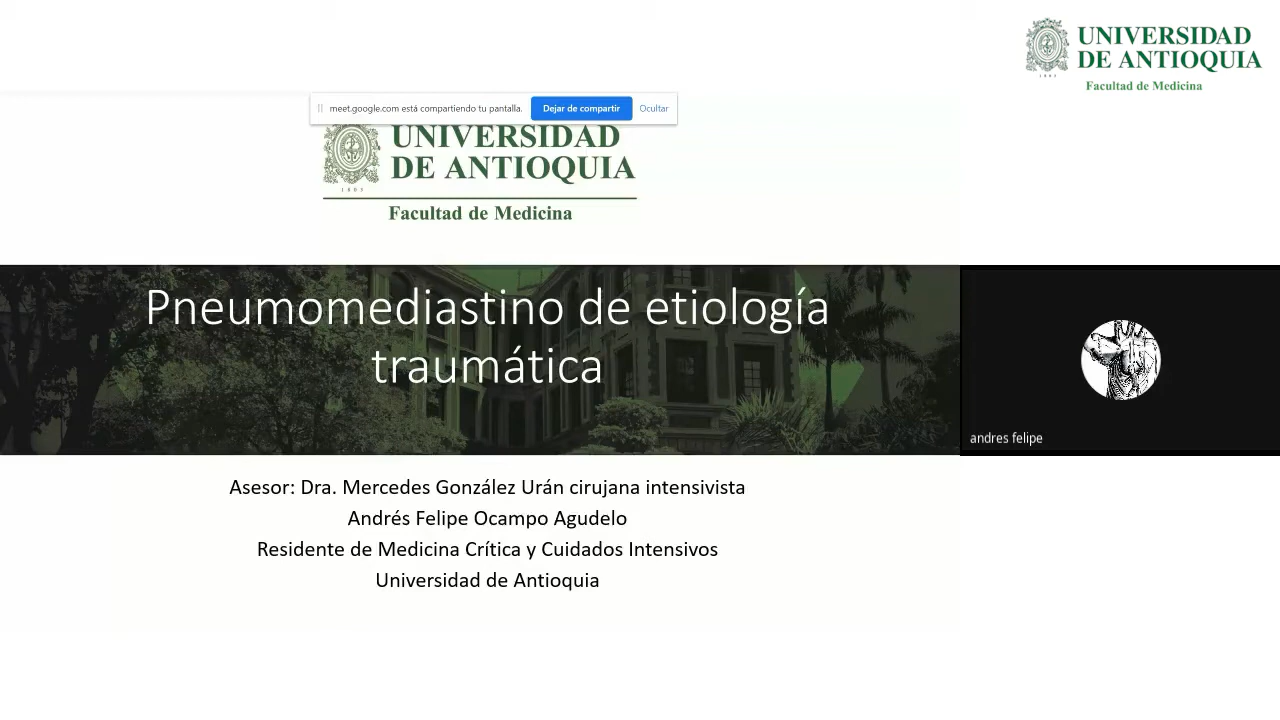 UNIVERSIDAD
DE ANTIOQUIA
1803
Facultad de Medicina
meet.google.com está compartiendo tu pantalla.
Dejar de compartir
Ocultar
UNIVERSIDAD
DE ANTIOQUIA
1803
Facultad de Medicina
Pneumomediastino de etiología
traumática
andres felipe
Asesor: Dra. Mercedes González Urán cirujana intensivista
Andrés Felipe Ocampo Agudelo
Residente de Medicina Crítica y Cuidados Intensivos
Universidad de Antioquia